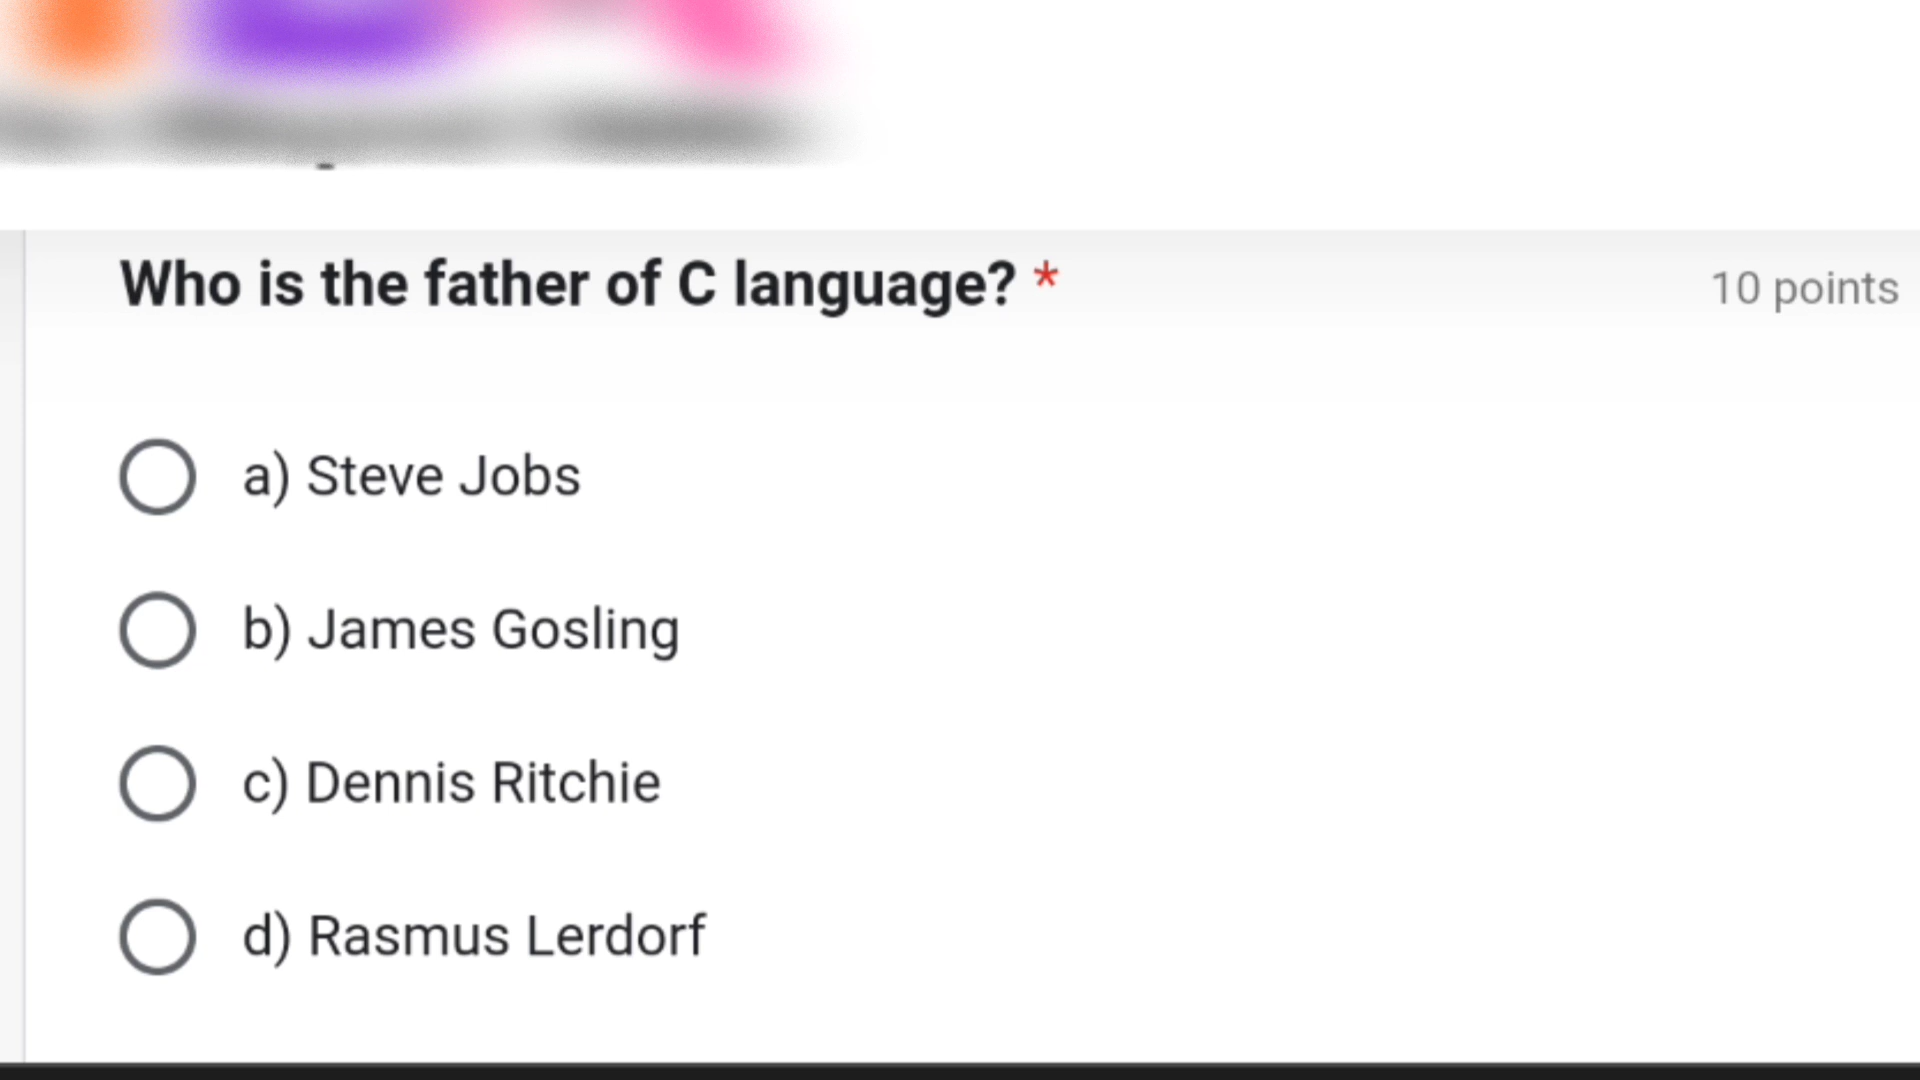 Who is the father of C language? *
10 points
a) Steve Jobs
b) James Gosling
c) Dennis Ritchie
d) Rasmus Lerdorf